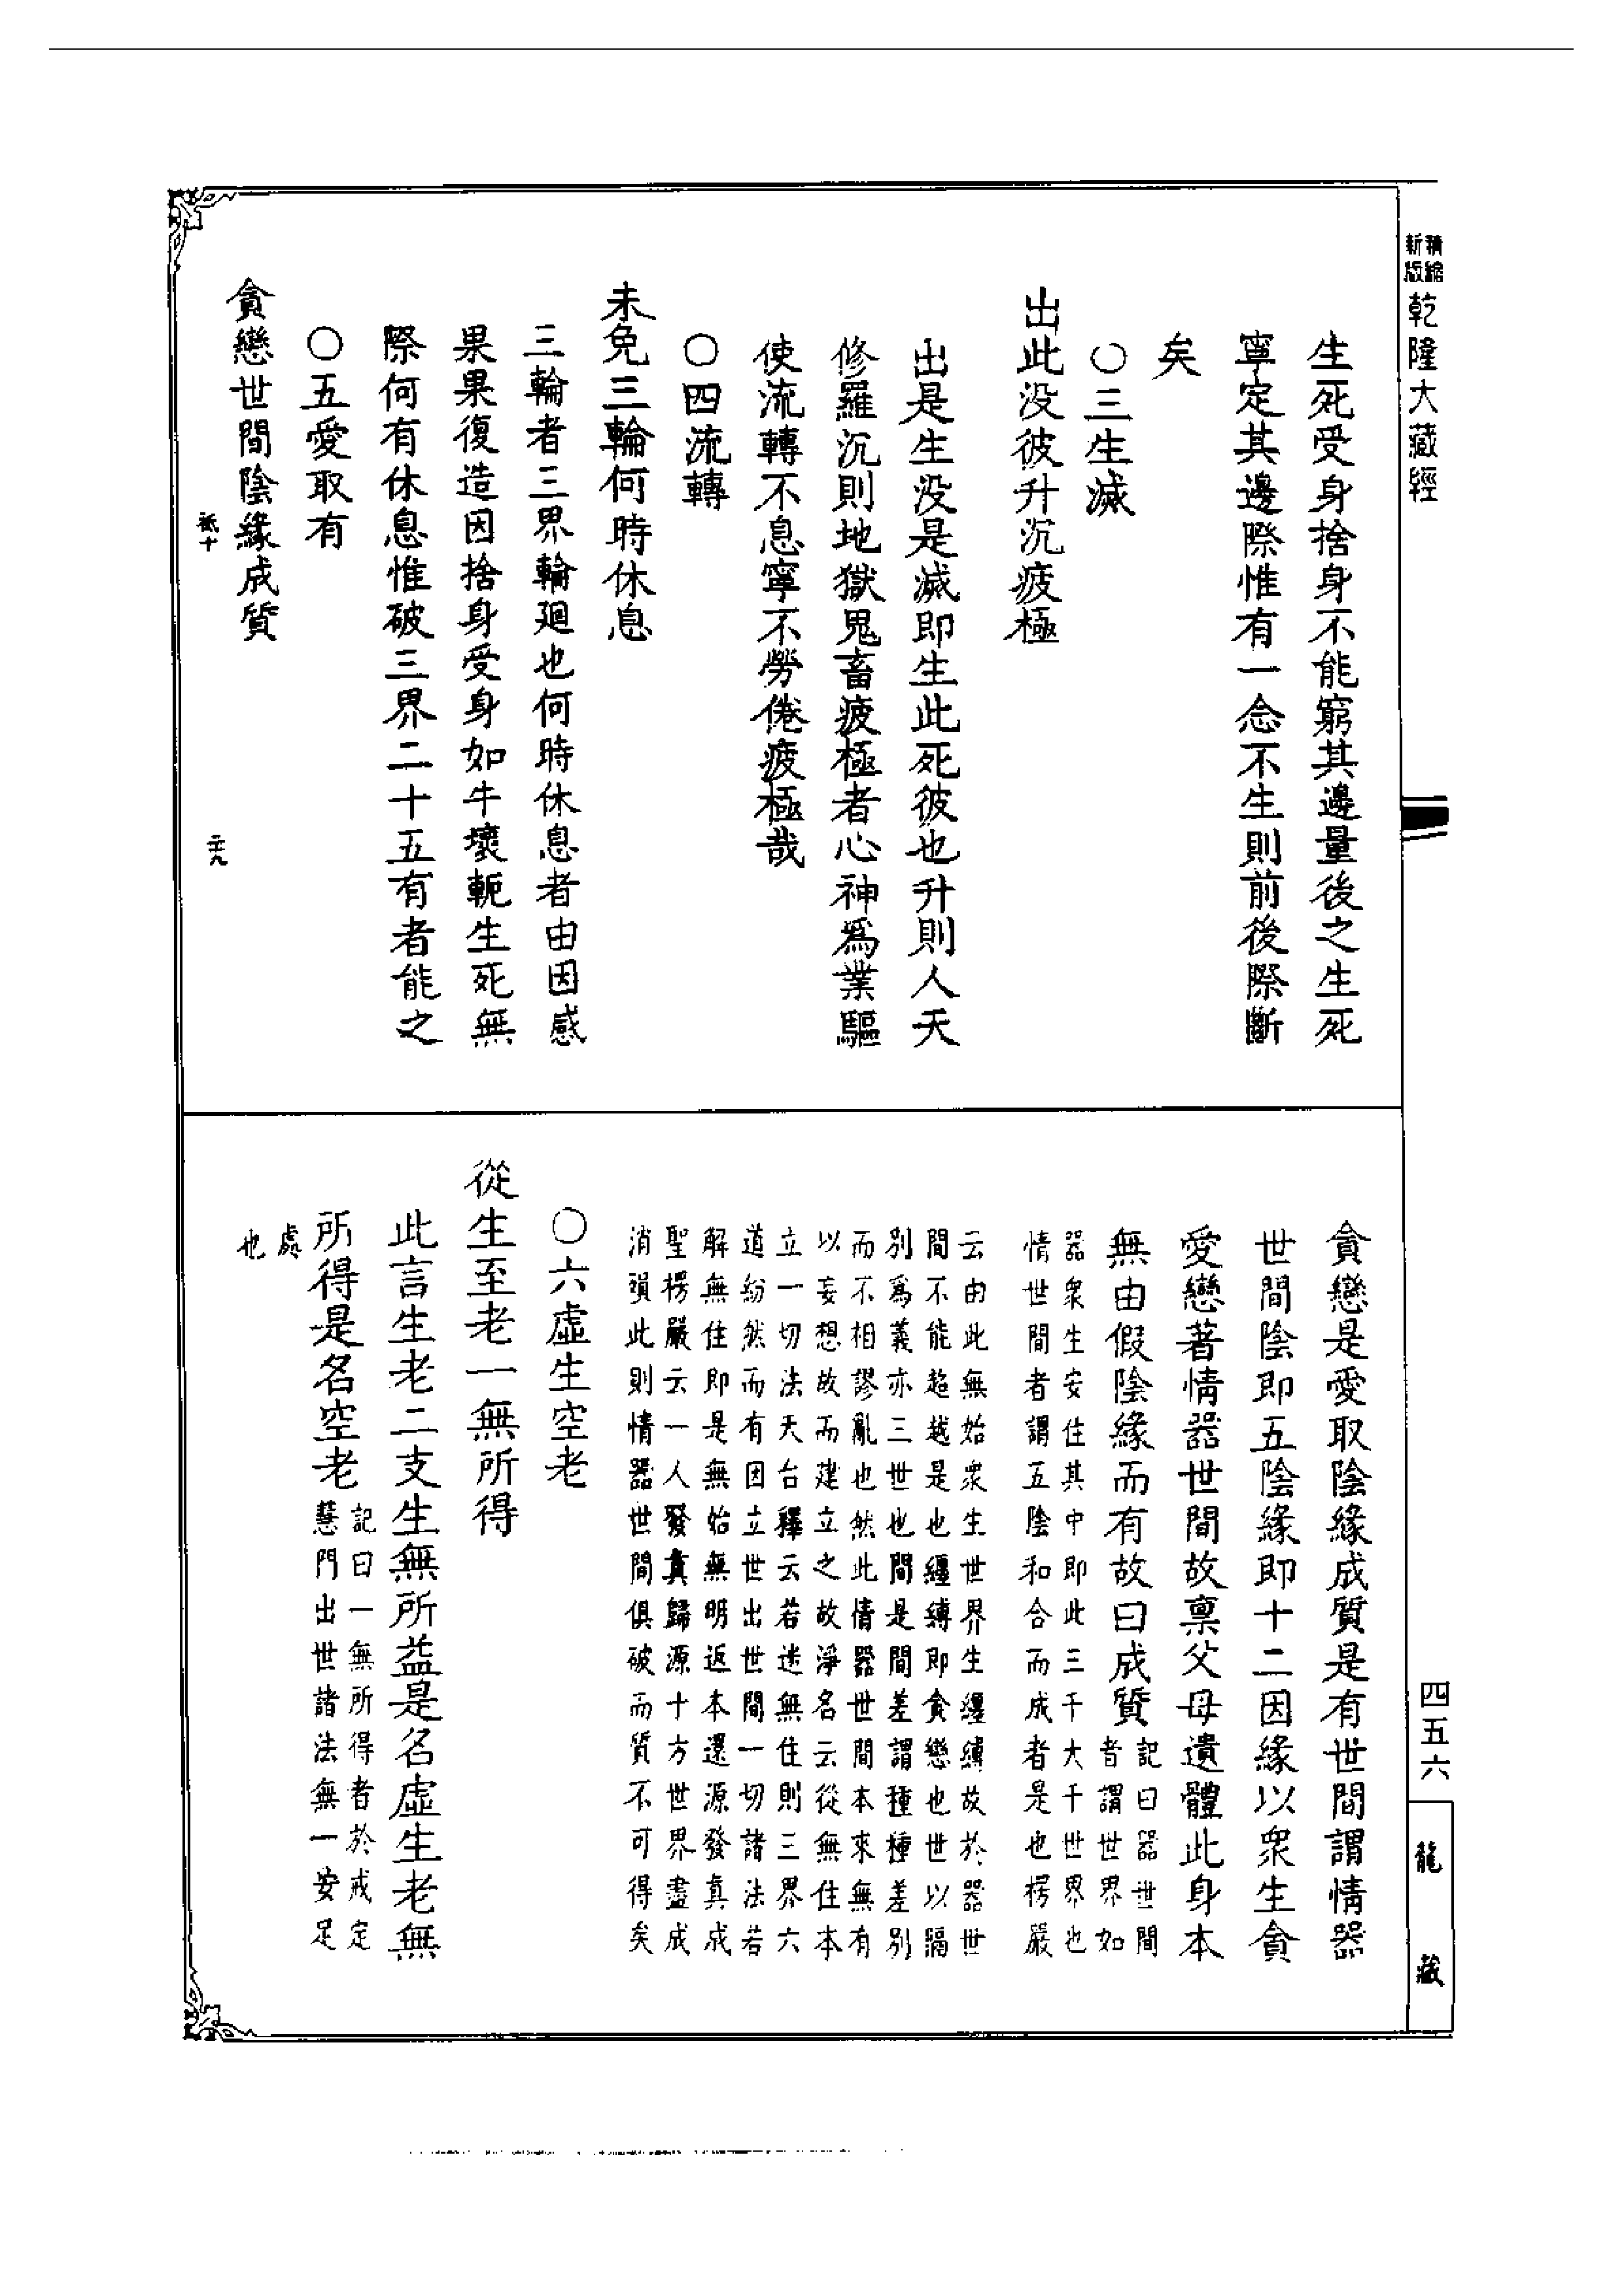 新版
精縮
乾隆大藏經
生死受身捨身不能窮其邊量後之生死
寧定其邊際惟有一念不生則前後際斷
矣
○三生滅
出此没彼升沉疲極
出是生没是滅即生此死彼也升則人天
修羅沉則地獄鬼畜疲極者心神爲業驅
使流轉不息寧不勞倦疲極哉
○四流轉
未免三輪何時休息
三輪者三界輪廻也何時休息者由因感
果果復造因捨身受身如牛壞軛生死無
際何有休息惟破三界二十五有者能之
○五愛取有
貪戀世間陰緣成質
貪戀是愛取陰緣成質是有世間謂情器
世間陰即五陰緣即十二因緣以衆生貪
愛戀著情器世間故禀父母遺體此身本
無由假陰緣而有故曰成質
記曰器世間
者謂世界如
器衆生安住其中即此三千大千世界也
情世間者謂五陰和合而成者是也楞嚴
云由此無始衆生世界生纏縛故於器世
間不能超越是也纏縛即貪戀也世以隔
別爲義亦三世也間是間差謂種種差別
而不相謬亂也然此情器世間本來無有
以妄想故而建立之故淨名云從無住本
立一切法天台釋云若迷無住則三界六
道紛然而有因立世出世間一切諸法若
解無住即是無始無明返本還源發真成
聖楞嚴云一人發真歸源十方世界盡成
消殞此則情器世間俱破而質不可得矣
○六虛生空老
從生至老一無所得
此言生老二支生無所益是名虛生老無
所得是名空老
記曰一無所得者於戒定
慧門出世諸法無一安足
處
也
四五六
龍藏